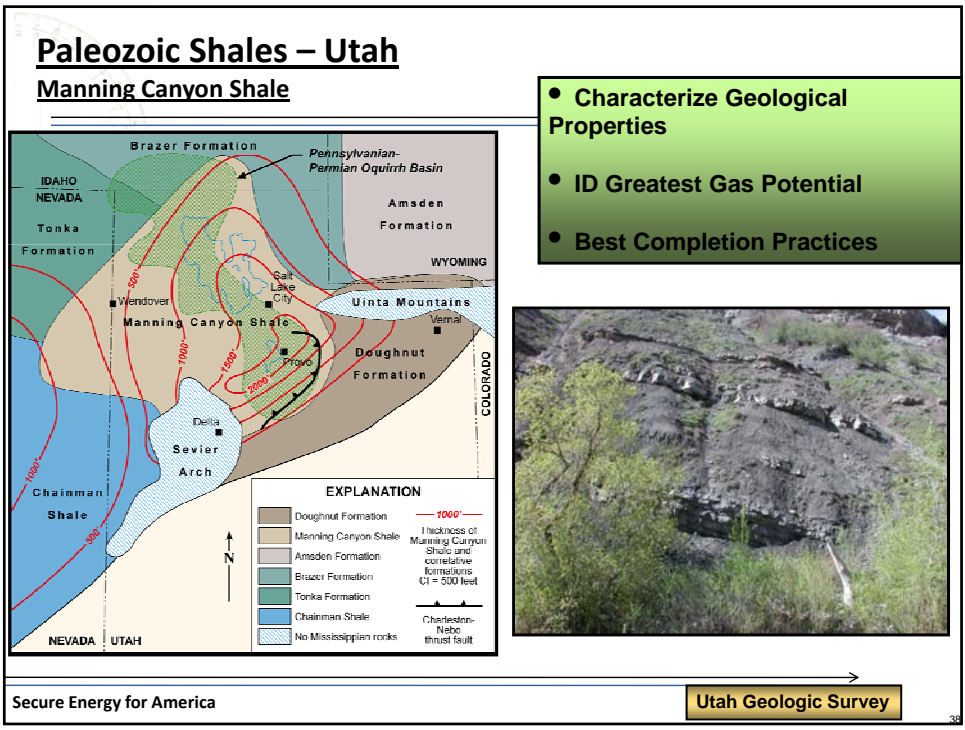 Paleozoic Shales – Utah
Manning Canyon Shale
• Characterize Geological
Properties
• ID Greatest Gas Potential
• Best Completion Practices
Brazer Formation
Pennsylvanian-
Permian Oquirrh Basin
IDAHO
NEVADA
Amsden
Formation
Tonka
Formation
WYOMING
500'
Salt
Lake
City
Wendover
Uinta Mountains
Manning Canyon Shale
Vernal
1000'
1500'
Provo
Doughnut
Formation
2000'
COLORADO
Delta
Sevier
Arch
1000'
Chainman
Shale
500'
N
NEVADA UTAH
EXPLANATION
Doughnut Formation
Manning Canyon Shale
Amsden Formation
Brazer Formation
Tonka Formation
Chainman Shale
No Mississippian rocks
1000'
Thickness of
Manning Canyon
Shale and
correlative
formations
CI = 500 feet
Charleston-
Nebo
thrust fault
Secure Energy for America
Utah Geologic Survey
38